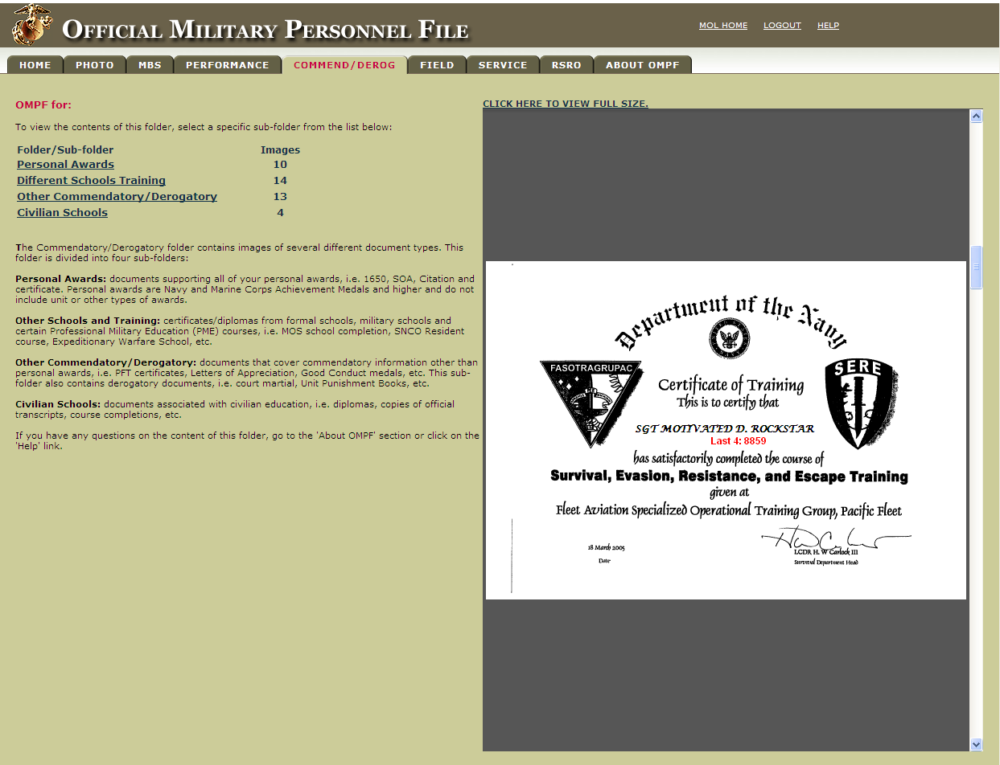 OFFICIAL MILITARY PERSONNEL FILE
MOL HOME LOGOUT HELP
HOME PHOTO MBS PERFORMANCE COMMEND/DEROG FIELD SERVICE RSRO ABOUT OMPF
OMPF for:
To view the contents of this folder, select a specific sub-folder from the list below:
Folder/Sub-folder Images
Personal Awards 10
Different Schools Training 14
Other Commendatory/Derogatory 13
Civilian Schools 4
The Commendatory/Derogatory folder contains images of several different document types. This
folder is divided into four sub-folders:
Personal Awards: documents supporting all of your personal awards, i.e. 1650, SOA, Citation and
certificate. Personal awards are Navy and Marine Corps Achievement Medals and higher and do not
include unit or other types of awards.
Other Schools and Training: certificates/diplomas from formal schools, military schools and
certain Professional Military Education (PME) courses, i.e. MOS school completion, SNCO Resident
course, Expeditionary Warfare School, etc.
Other Commendatory/Derogatory: documents that cover commendatory information other than
personal awards, i.e. PFT certificates, Letters of Appreciation, Good Conduct medals, etc. This sub-
folder also contains derogatory documents, i.e. court martial, Unit Punishment Books, etc.
Civilian Schools: documents associated with civilian education, i.e. diplomas, copies of official
transcripts, course completions, etc.
If you have any questions on the content of this folder, go to the 'About OMPF' section or click on the
'Help' link.
CLICK HERE TO VIEW FULL SIZE.
Department of the Navy
FASOTRAGRUPAC
SERE
Certificate of Training
This is to certify that
SGT MOTIVATED D. ROCKSTAR
Last 4: 8859
has satisfactorily completed the course of
Survival, Evasion, Resistance, and Escape Training
given at
Fleet Aviation Specialized Operational Training Group, Pacific Fleet
18 March 2005
Date
LCDR H. W Carlock III
Survival Department Head